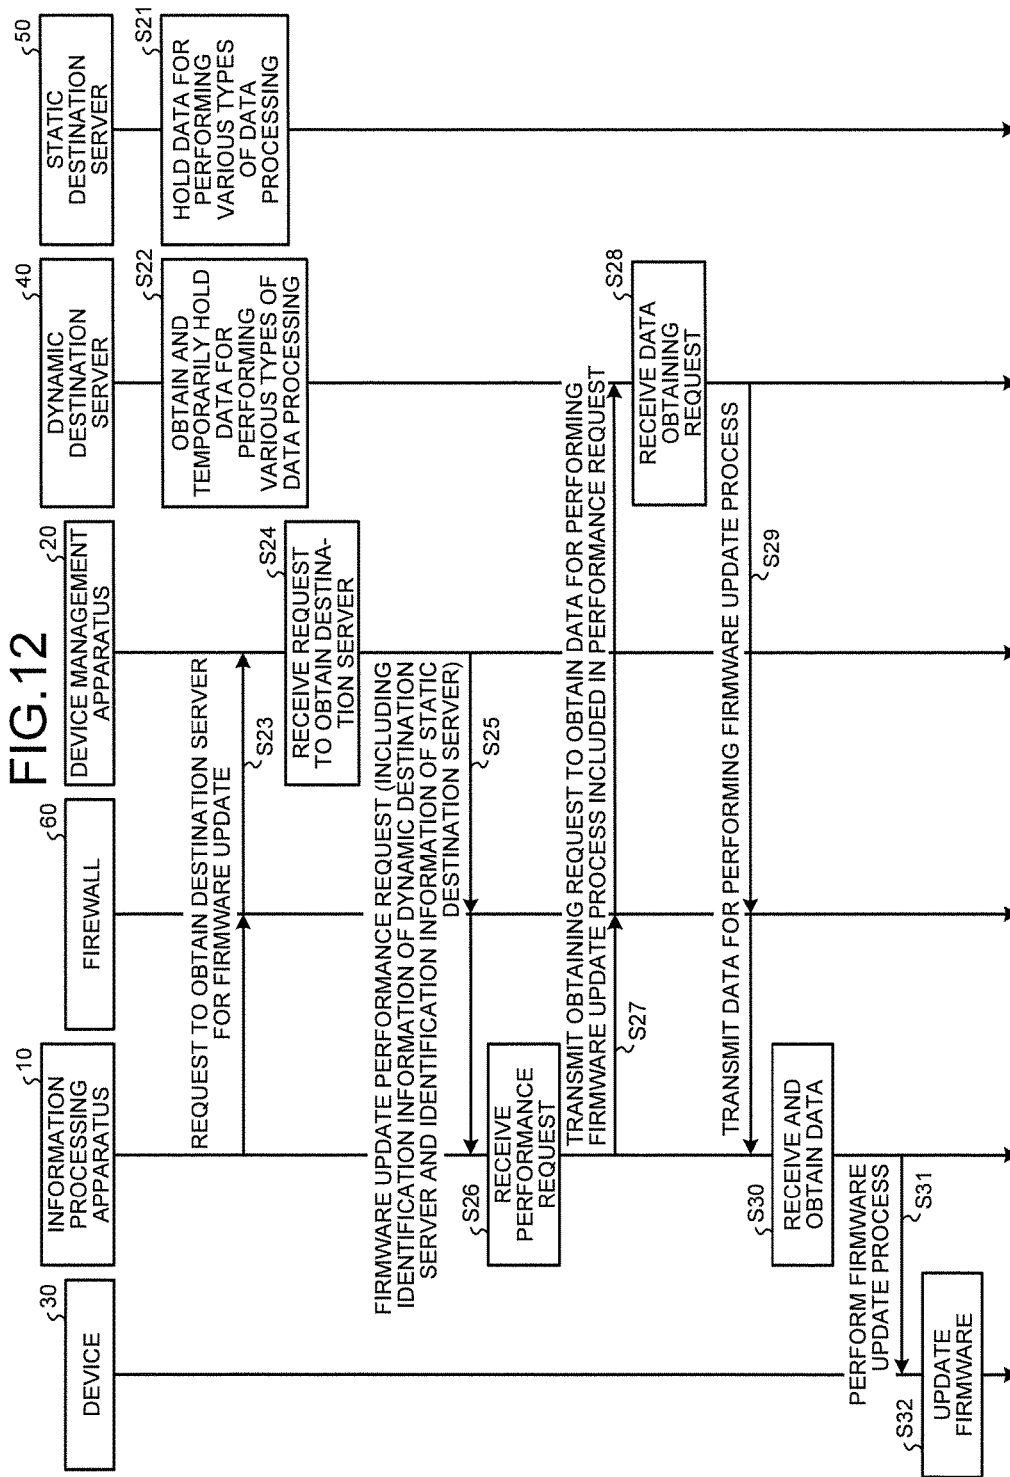 FIG.12
30
DEVICE
10
INFORMATION
PROCESSING
APPARATUS
60
FIREWALL
20
DEVICE MANAGEMENT
APPARATUS
40
DYNAMIC
DESTINATION
SERVER
50
STATIC
DESTINATION
SERVER
S21
HOLD DATA FOR
PERFORMING
VARIOUS TYPES
OF DATA
PROCESSING
S22
OBTAIN AND
TEMPORARILY HOLD
DATA FOR
PERFORMING
VARIOUS TYPES OF
DATA PROCESSING
REQUEST TO OBTAIN DESTINATION SERVER
FOR FIRMWARE UPDATE
S23
S24
RECEIVE REQUEST
TO OBTAIN DESTINA-
TION SERVER
FIRMWARE UPDATE PERFORMANCE REQUEST (INCLUDING
IDENTIFICATION INFORMATION OF DYNAMIC DESTINATION
SERVER AND IDENTIFICATION INFORMATION OF STATIC
DESTINATION SERVER)
S25
S26
RECEIVE
PERFORMANCE
REQUEST
TRANSMIT OBTAINING REQUEST TO OBTAIN DATA FOR PERFORMING
FIRMWARE UPDATE PROCESS INCLUDED IN PERFORMANCE REQUEST
S27
S28
RECEIVE DATA
OBTAINING
REQUEST
TRANSMIT DATA FOR PERFORMING FIRMWARE UPDATE PROCESS
S29
S30
RECEIVE AND
OBTAIN DATA
PERFORM FIRMWARE
UPDATE PROCESS
S31
S32
UPDATE
FIRMWARE